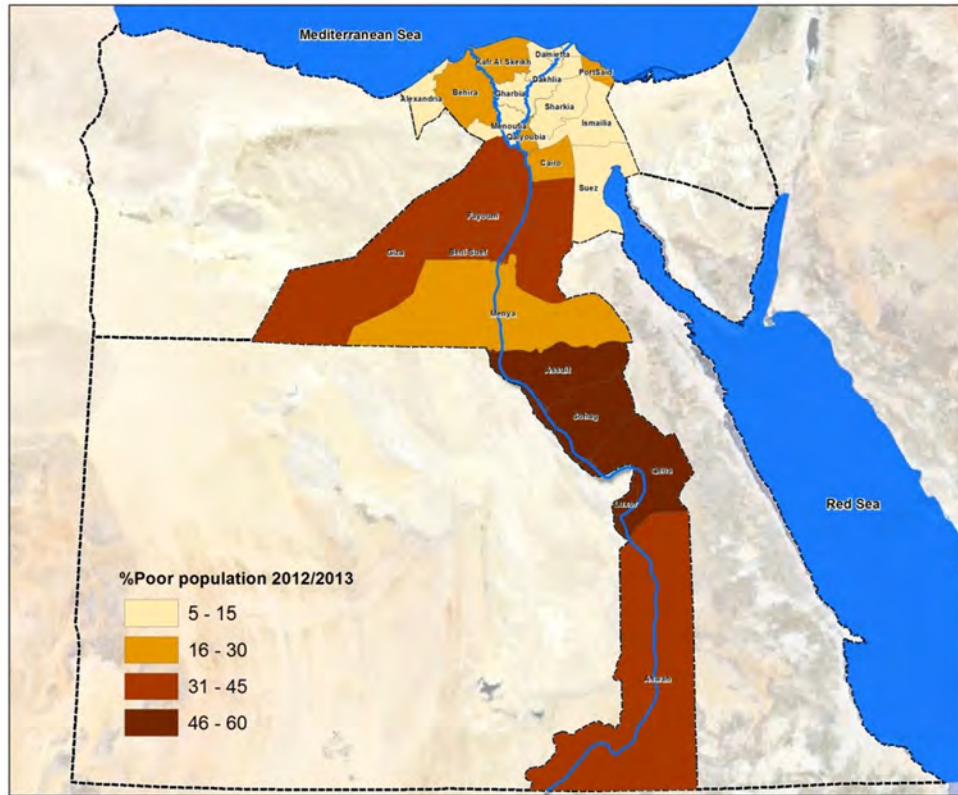 Mediterranean Sea
Damietta
Kafr Al Skeikh
PortSaid
Dakhlia
Behira
Gharbia
Alexandria
Sharkia
Ismailia
Menoufia
Qalyoubia
Cairo
Suez
Fayoum
Giza
Beni-Suef
Menya
Assuit
Sohag
Qena
Luxor
Red Sea
%Poor population 2012/2013
5 - 15
16 - 30
31 - 45
46 - 60
Aswan